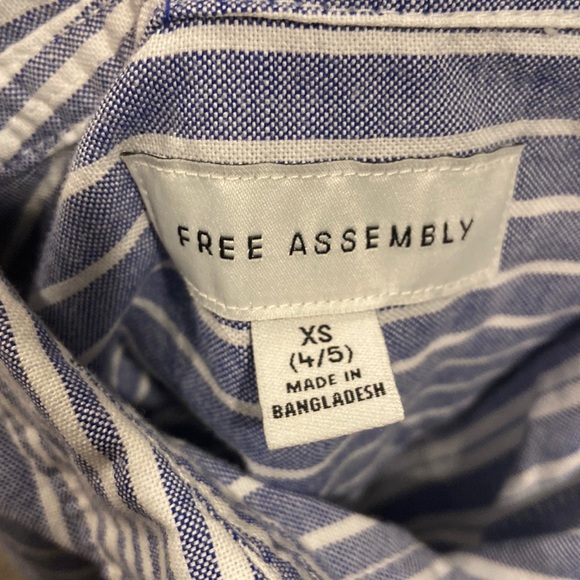 FREE ASSEMBLY
XS
(4/5)
MADE IN
BANGLADESH